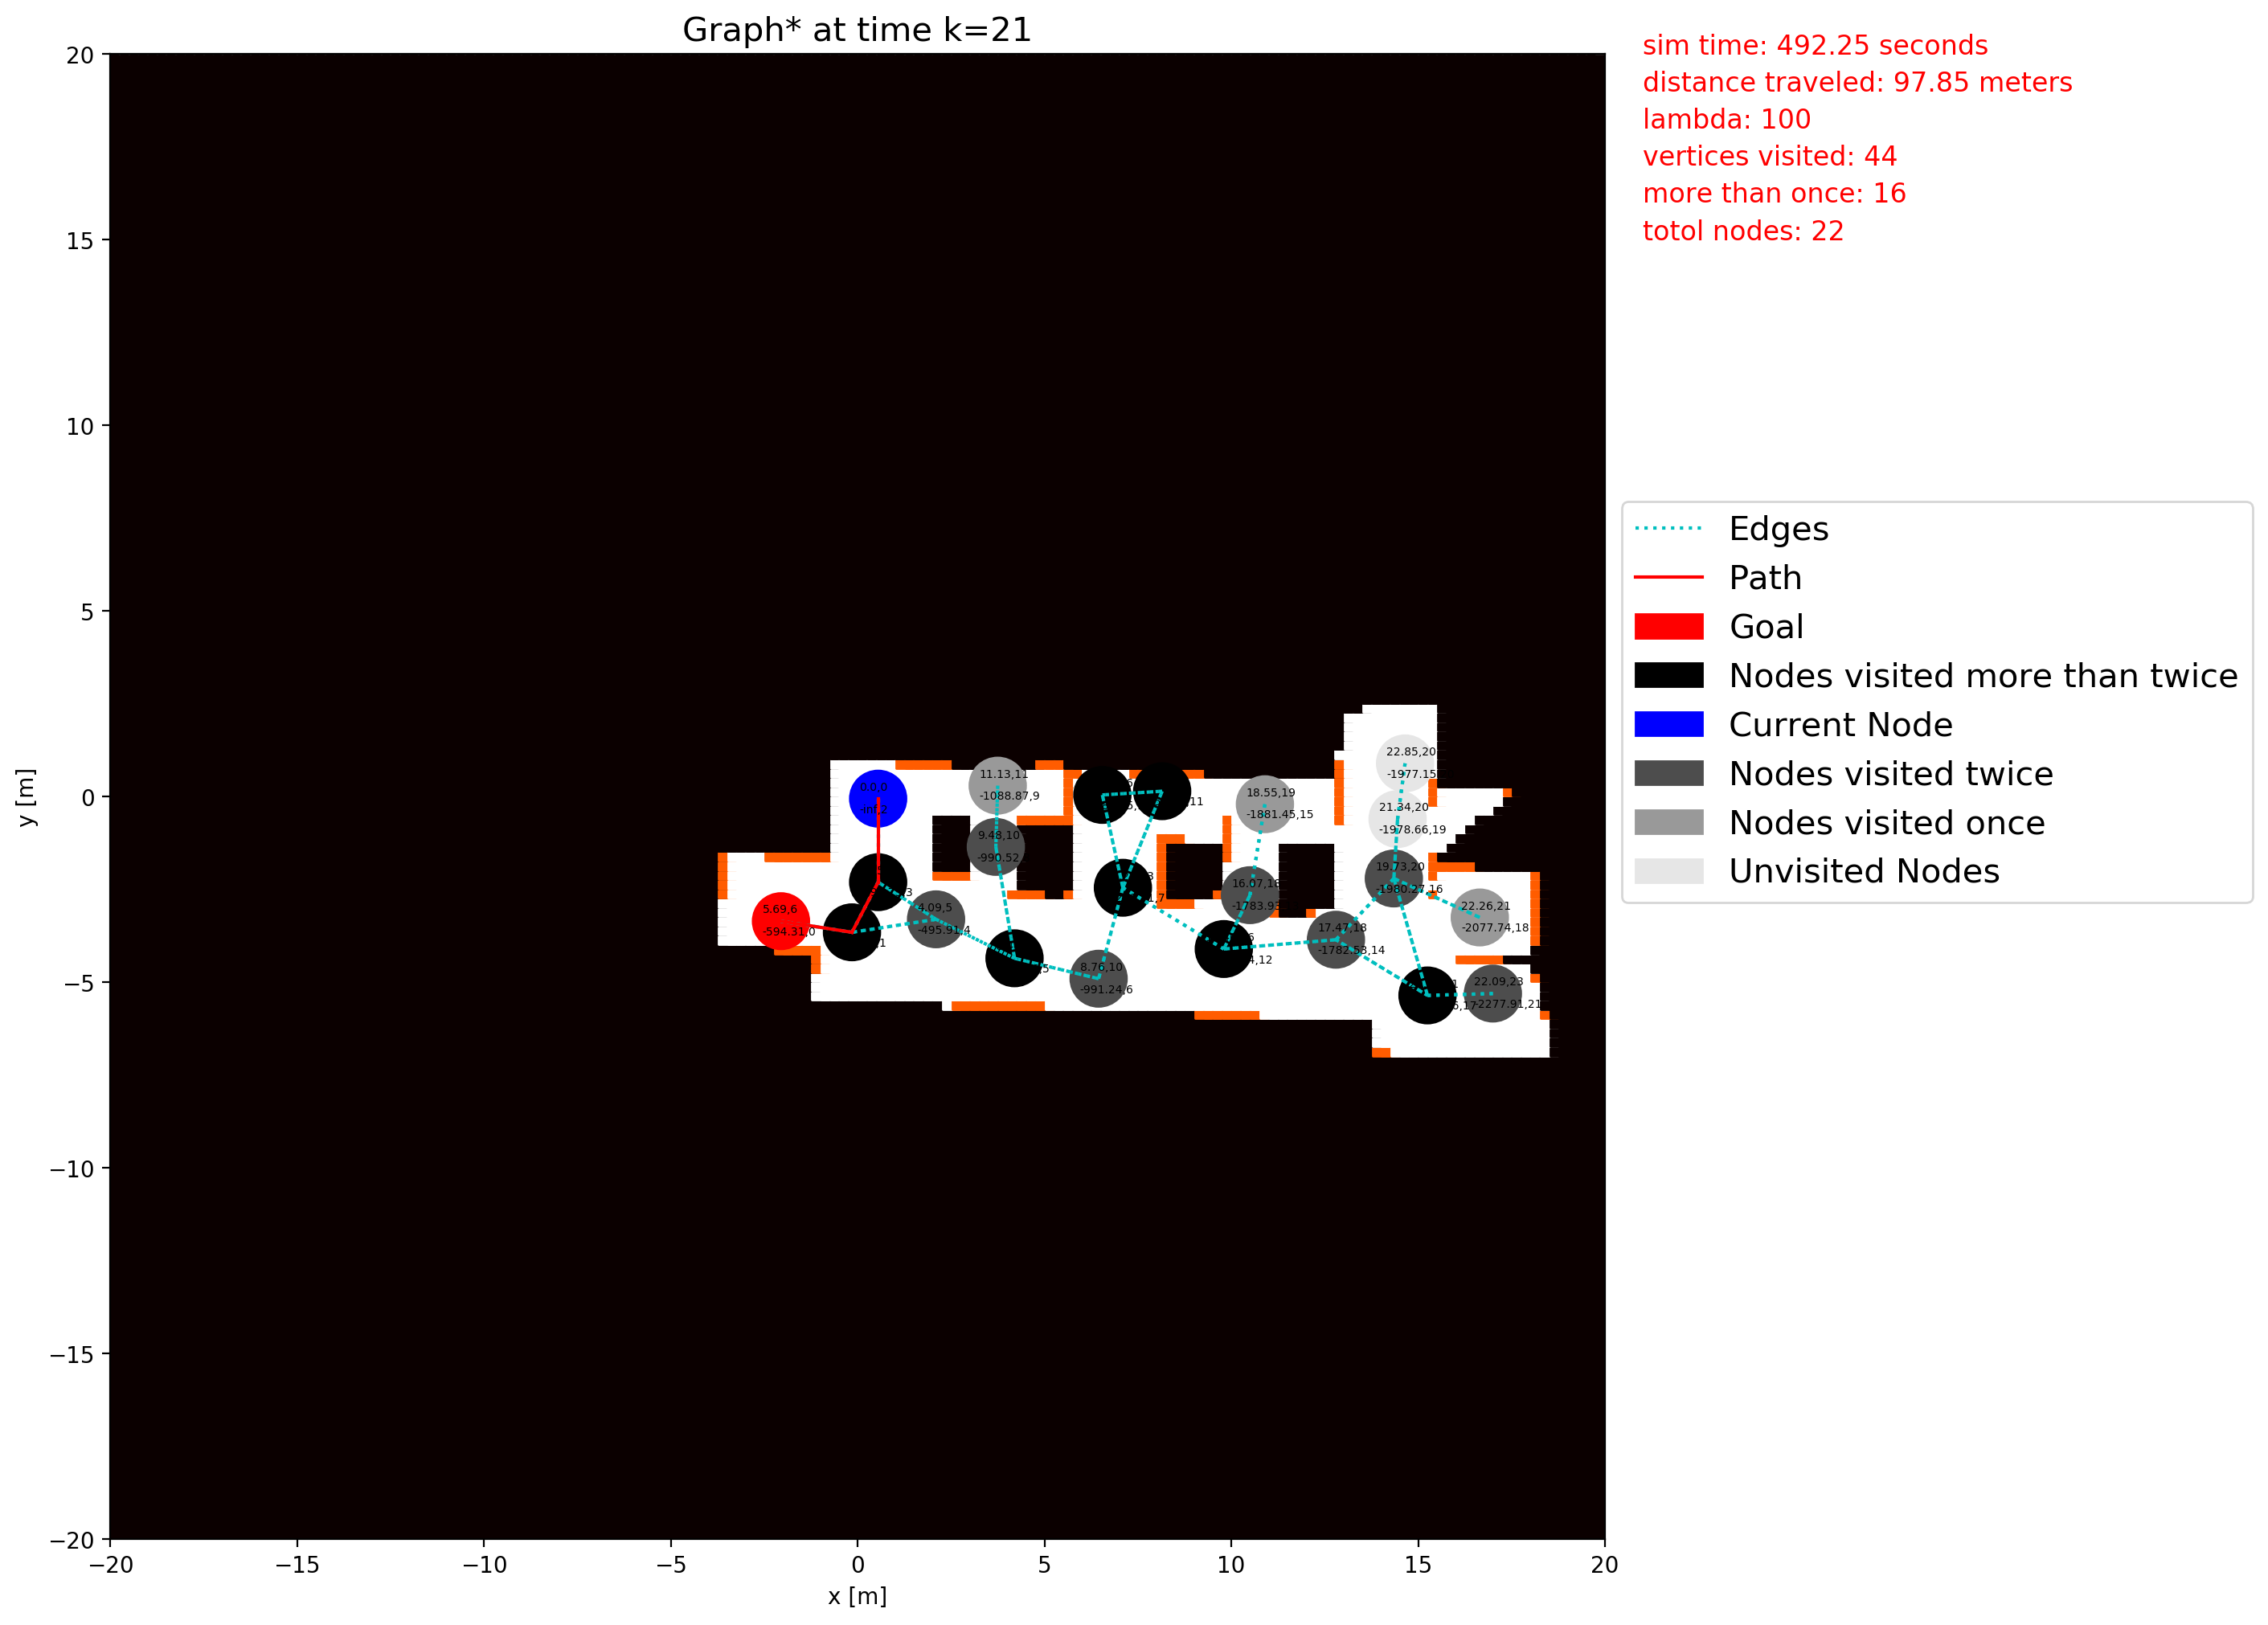 Graph* at time k=21
sim time: 492.25 seconds
distance traveled: 97.85 meters
lambda: 100
vertices visited: 44
more than once: 16
totol nodes: 22
20
15
10
5
0
−5
−10
−15
−20
y [m]
−20
−15
−10
−5
0
5
10
15
20
x [m]
Edges
Path
Goal
Nodes visited more than twice
Current Node
Nodes visited twice
Nodes visited once
Unvisited Nodes
22.85,20
-1977.15
11.13,11
-1088.87,9
18.55,19
-1881.45,15
21.34,20
-1978.66,19
9.48,10
-990.52
19.73,20
-1980.27,16
16.07,18
-1783.93
5.69,6
-594.31,0
4.09,5
-495.91,4
22.26,21
-2077.74,18
17.47,18
-1782.53,14
8.76,10
-991.24,6
22.09,23
-2277.91,21